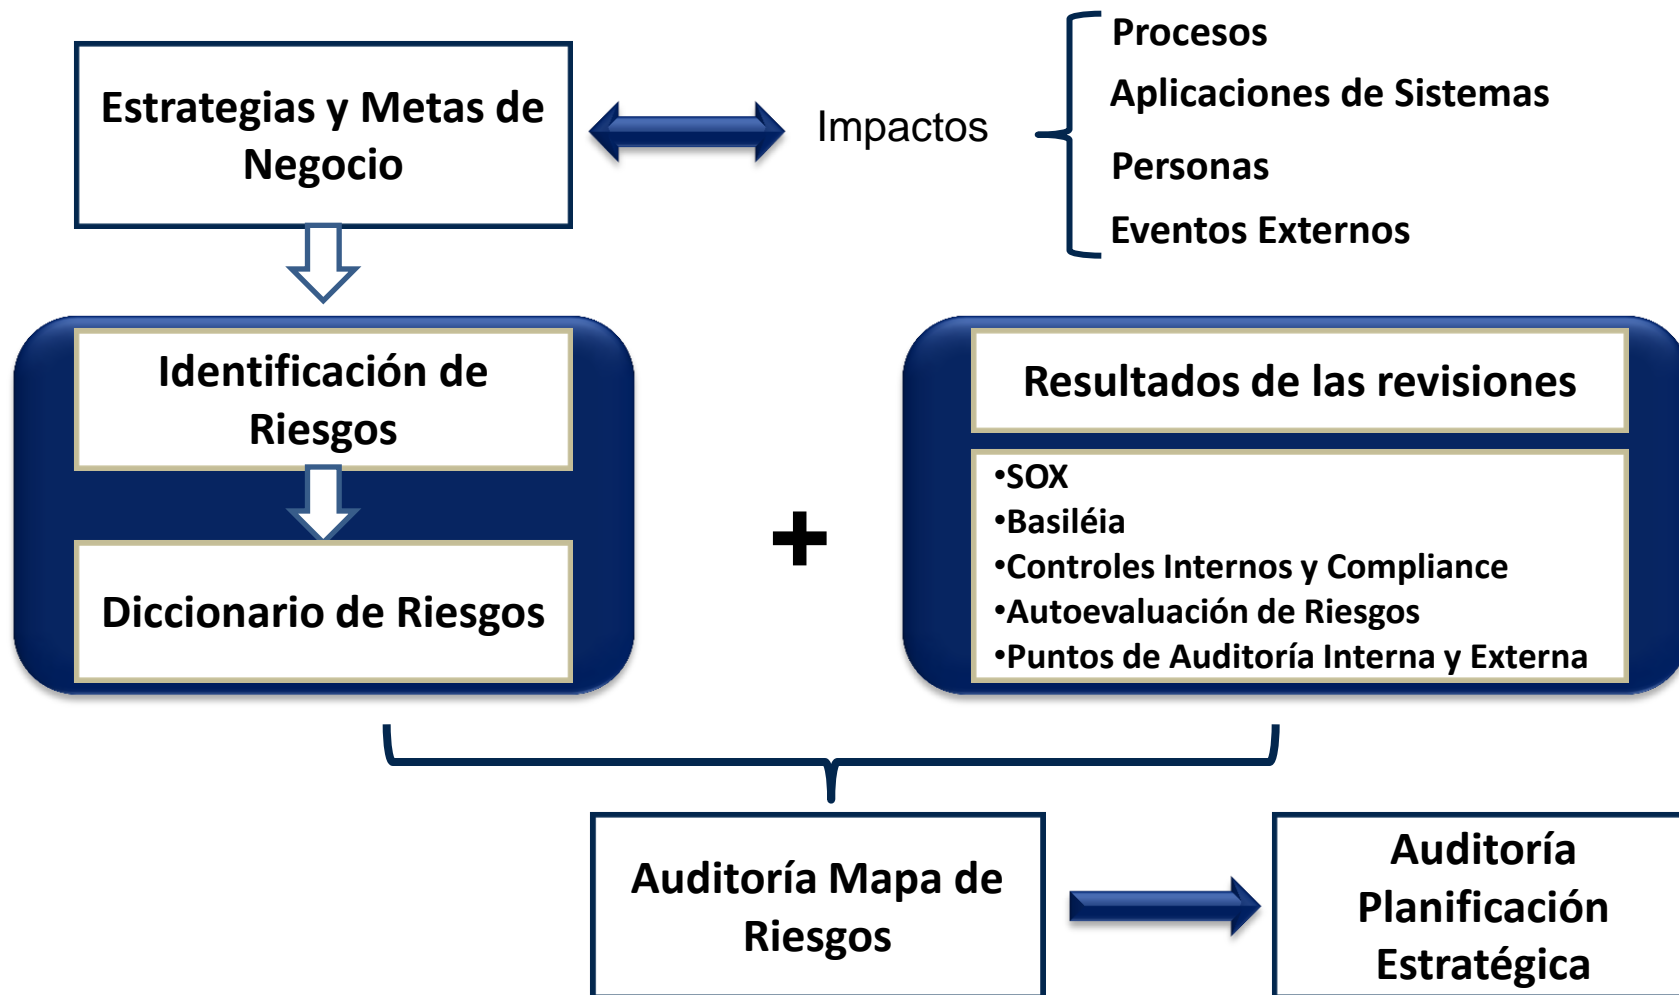 Estrategias y Metas de
Negocio
Impactos
Procesos
Aplicaciones de Sistemas
Personas
Eventos Externos
Identificación de
Riesgos
Diccionario de Riesgos
+
Resultados de las revisiones
•SOX
•Basiléia
•Controles Internos y Compliance
•Autoevaluación de Riesgos
•Puntos de Auditoría Interna y Externa
Auditoría Mapa de
Riesgos
Auditoría
Planificación
Estratégica